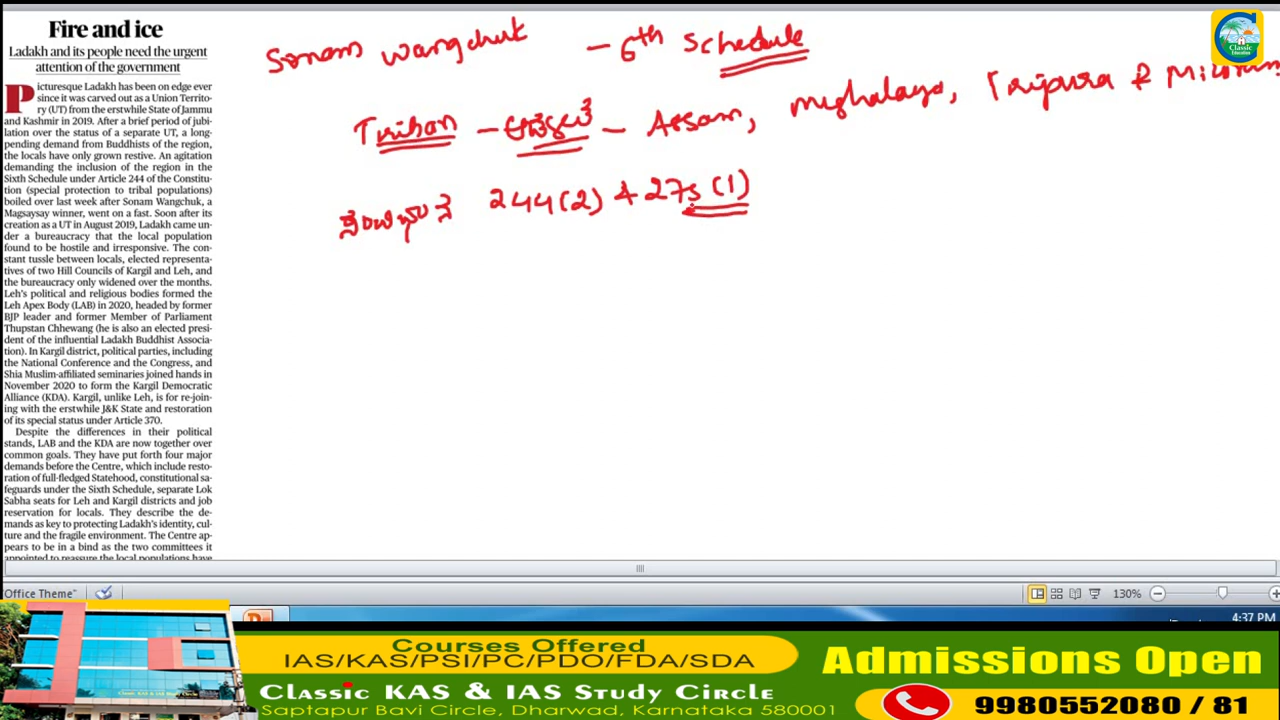 Fire and ice
Ladakh and its people need the urgent
attention of the government
Picturesque Ladakh has been on edge ever
since it was carved out as a Union Territo-
ry (UT) from the erstwhile State of Jammu
and Kashmir in 2019. After a brief period of jubi-
lation over the status of a separate UT, a long-
pending demand from Buddhists of the region,
the locals have only grown restive. An agitation
demanding the inclusion of the region in the
Sixth Schedule under Article 244 of the Constitu-
tion (special protection to tribal populations)
boiled over last week after Sonam Wangchuk, a
Magsaysay winner, went on a fast. Soon after its
creation as a UT in August 2019, Ladakh came un-
der a bureaucracy that the local population
found to be hostile and irresponsive. The con-
stant tussle between locals, elected representa-
tives of two Hill Councils of Kargil and Leh, and
the bureaucracy only widened over the months.
Leh's political and religious bodies formed the
Leh Apex Body (LAB) in 2020, headed by former
BJP leader and former Member of Parliament
Thupstan Chhewang (he is also an elected presi-
dent of the influential Ladakh Buddhist Associa-
tion). In Kargil district, political parties, including
the National Conference and the Congress, and
Shia Muslim-affiliated seminaries joined hands in
November 2020 to form the Kargil Democratic
Alliance (KDA). Kargil, unlike Leh, is for re-join-
ing with the erstwhile J&K State and restoration
of its special status under Article 370.
Despite the differences in their political
stands, LAB and the KDA are now together over
common goals. They have put forth four major
demands before the Centre, which include resto-
ration of full-fledged Statehood, constitutional sa-
feguards under the Sixth Schedule, separate Lok
Sabha seats for Leh and Kargil districts and job
reservation for locals. They describe the de-
mands as key to protecting Ladakh's identity, cul-
ture and the fragile environment. The Centre ap-
pears to be in a bind as the two committees it
appointed to reassure the local populations have
Sonam Wangchuk – 6th Schedule
– Assam, Meghalaya, Tripura &
244(2) & 275(1)
Classic
Education
Office Theme"
130%
4:37 PM
Courses Offered
IAS/KAS/PSI/PC/PDO/FDA/SDA
Classic KAS & IAS Study Circle
Saptapur Bavi Circle, Dharwad, Karnataka 580001
Admissions Open
9980552080 / 81